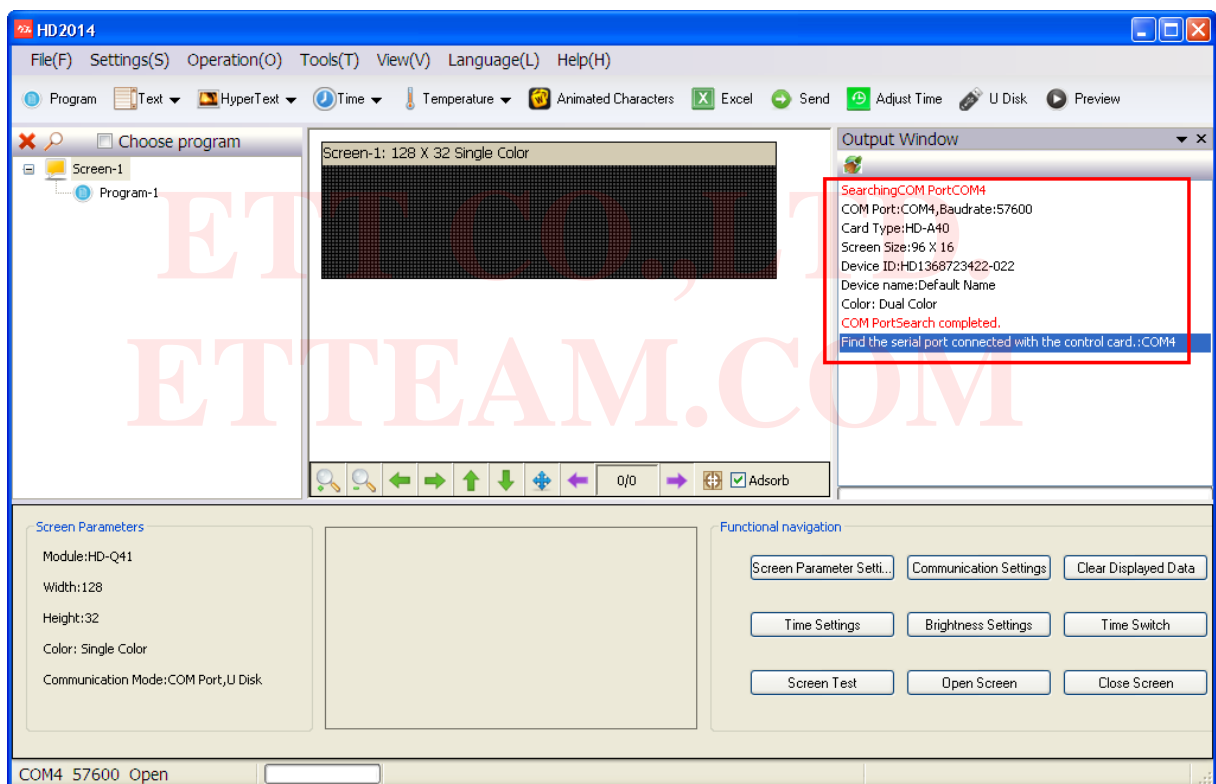 HD2014
File(F) Settings(S) Operation(O) Tools(T) View(V) Language(L) Help(H)
Program Text HyperText Time Temperature Animated Characters Excel Send Adjust Time U Disk Preview
Choose program
Screen-1
Program-1
Screen-1: 128 X 32 Single Color
0/0 Adsorb
Output Window
SearchingCOM PortCOM4
COM Port:COM4,Baudrate:57600
Card Type:HD-A40
Screen Size:96 X 16
Device ID:HD1368723422-022
Device name:Default Name
Color: Dual Color
COM PortSearch completed.
Find the serial port connected with the control card.:COM4
ETT CO.,LTD.
ETTEAM.COM
Screen Parameters
Module:HD-Q41
Width:128
Height:32
Color: Single Color
Communication Mode:COM Port,U Disk
Functional navigation
Screen Parameter Setti... Communication Settings Clear Displayed Data
Time Settings Brightness Settings Time Switch
Screen Test Open Screen Close Screen
COM4 57600 Open